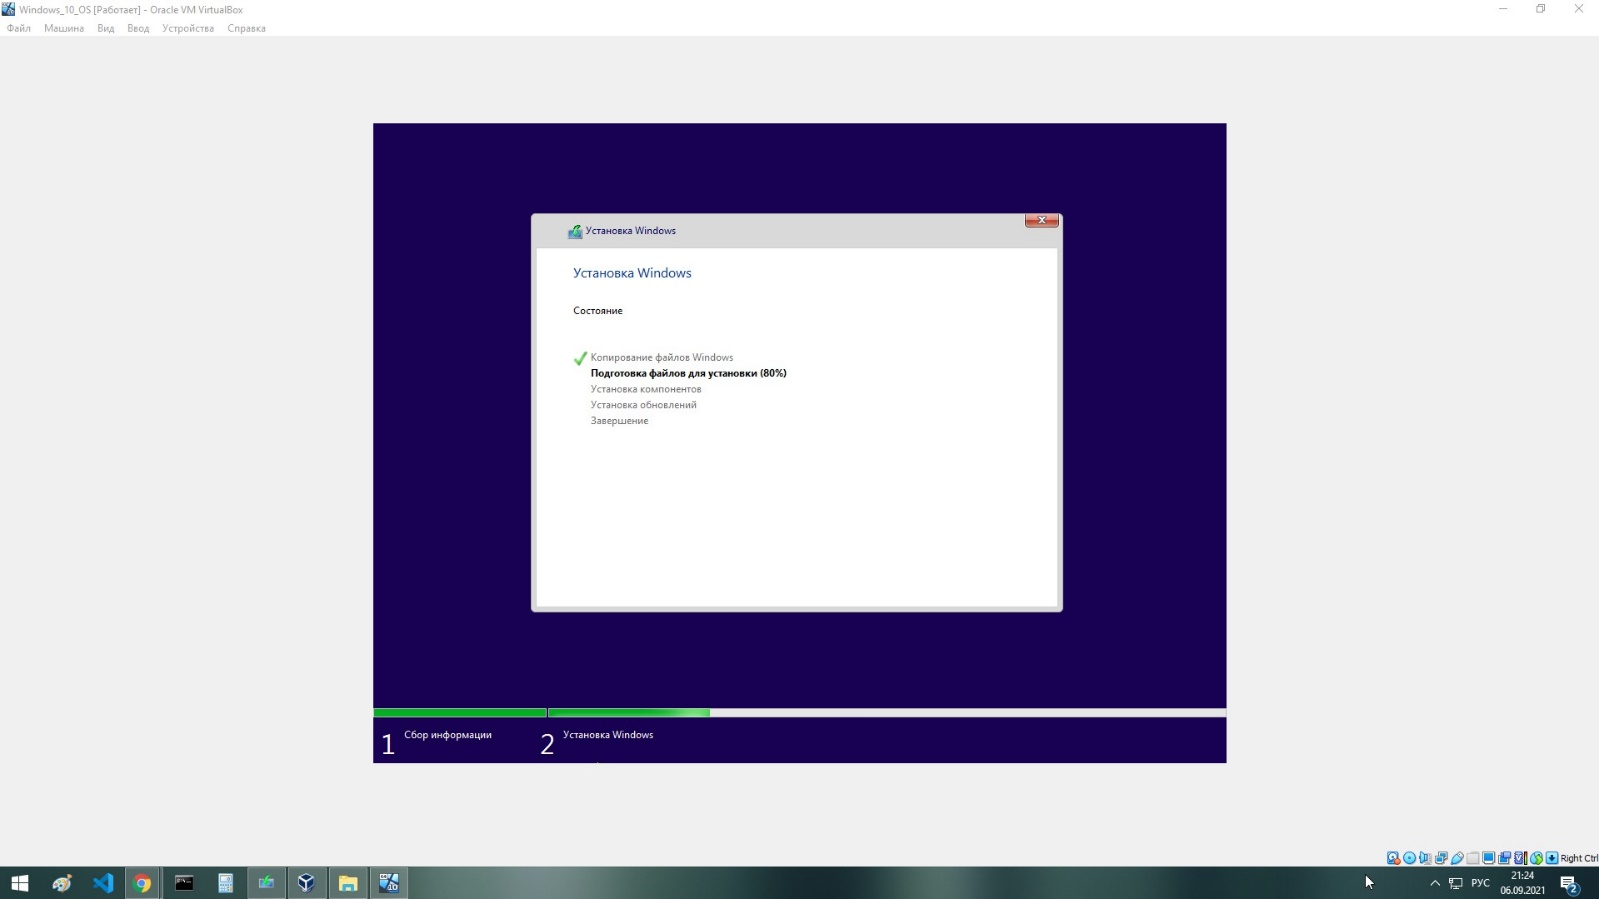 Windows_10_OS [Работает] - Oracle VM VirtualBox
Файл Машина Вид Ввод Устройства Справка
Установка Windows
Установка Windows
Состояние
Копирование файлов Windows
Подготовка файлов для установки (80%)
Установка компонентов
Установка обновлений
Завершение
1 Сбор информации 2 Установка Windows
Right Ctrl
РУС 21:24
06.09.2021
2